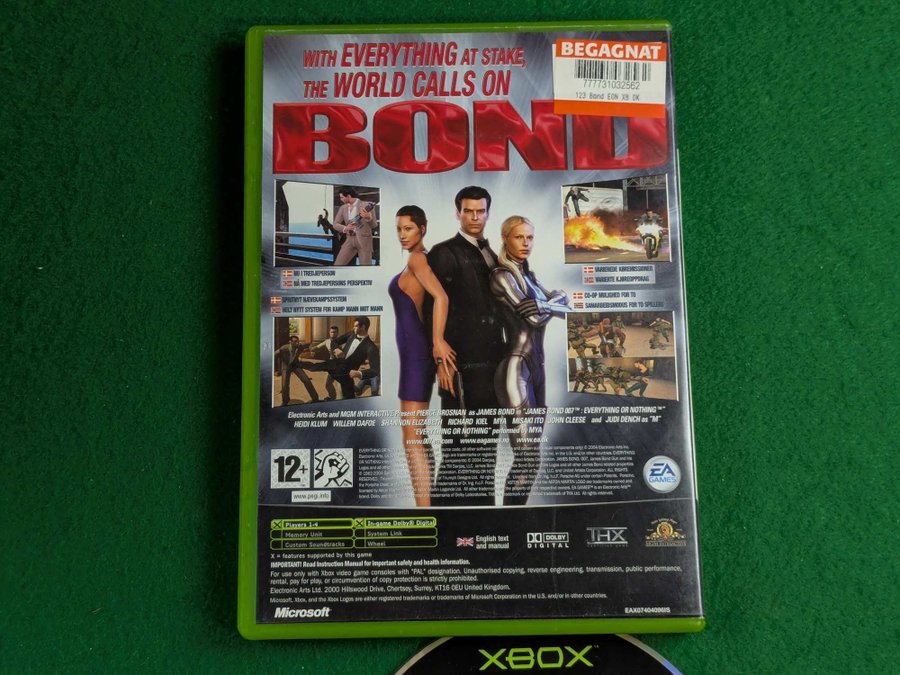 WITH EVERYTHING AT STAKE,
THE WORLD CALLS ON
BOND
BEGAGNAT
777731032562
123 Bond EON XB DK
NU I TREDJEPERSON
NÅ MED TREDJEPERSONS PERSPEKTIV
VARIEREDE KØREMISSIONER
VARIERTE KJØREOPPDRAG
SPRITNYT NÆVEKAMPSSYSTEM
HELT NYTT SYSTEM FOR KAMP MANN MOT MANN
CO-OP MULIGHED FOR TO
SAMARBEIDSMODUS FOR TO SPILLERE
Electronic Arts and MGM INTERACTIVE Present PIERCE BROSNAN as JAMES BOND in "JAMES BOND 007™: EVERYTHING OR NOTHING™"
HEIDI KLUM WILLEM DAFOE SHANNON ELIZABETH RICHARD KIEL MYA MISAKI ITO JOHN CLEESE and JUDI DENCH as "M"
"EVERYTHING OR NOTHING" performed by MYA
www.eagames.no www.ea.dk
12+
www.pegi.info
EA
GAMES
Players 1-4
In-game Dolby® Digital
Memory Unit
System Link
Custom Soundtracks
Wheel
X = features supported by this game
English text
and manual
DOLBY
DIGITAL
THX
IMPORTANT! Read Instruction Manual for important safety and health information.
For use only with Xbox video game consoles with "PAL" designation. Unauthorised copying, reverse engineering, transmission, public performance,
rental, pay for play, or circumvention of copy protection is strictly prohibited.
Electronic Arts Ltd. 2000 Hillswood Drive, Chertsey, Surrey, KT16 0EU United Kingdom.
Microsoft, Xbox, and the Xbox Logos are either registered trademarks or trademarks of Microsoft Corporation in the U.S. and/or in other countries.
Microsoft
EAX07404096IS
XBOX™